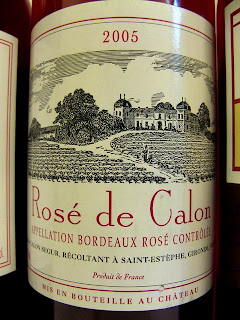 2005
Rosé de Calon
APPELLATION BORDEAUX ROSÉ CONTRÔLÉE
CALON SEGUR, RÉCOLTANT À SAINT-ESTÈPHE, GIRONDE,
Produit de France
MIS EN BOUTEILLE AU CHÂTEAU